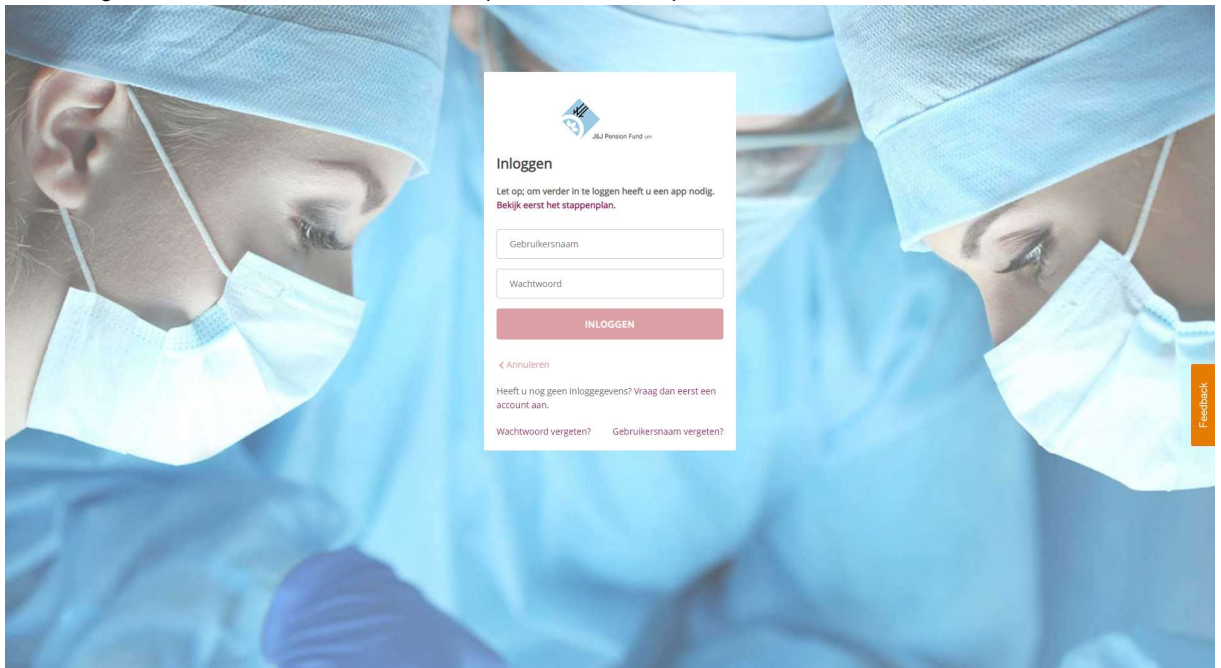 J&J Pension Fund OFP
Inloggen
Let op; om verder in te loggen heeft u een app nodig.
Bekijk eerst het stappenplan.
Gebruikersnaam
Wachtwoord
INLOGGEN
Annuleren
Heeft u nog geen inloggegevens? Vraag dan eerst een
account aan.
Wachtwoord vergeten? Gebruikersnaam vergeten?
Feedback